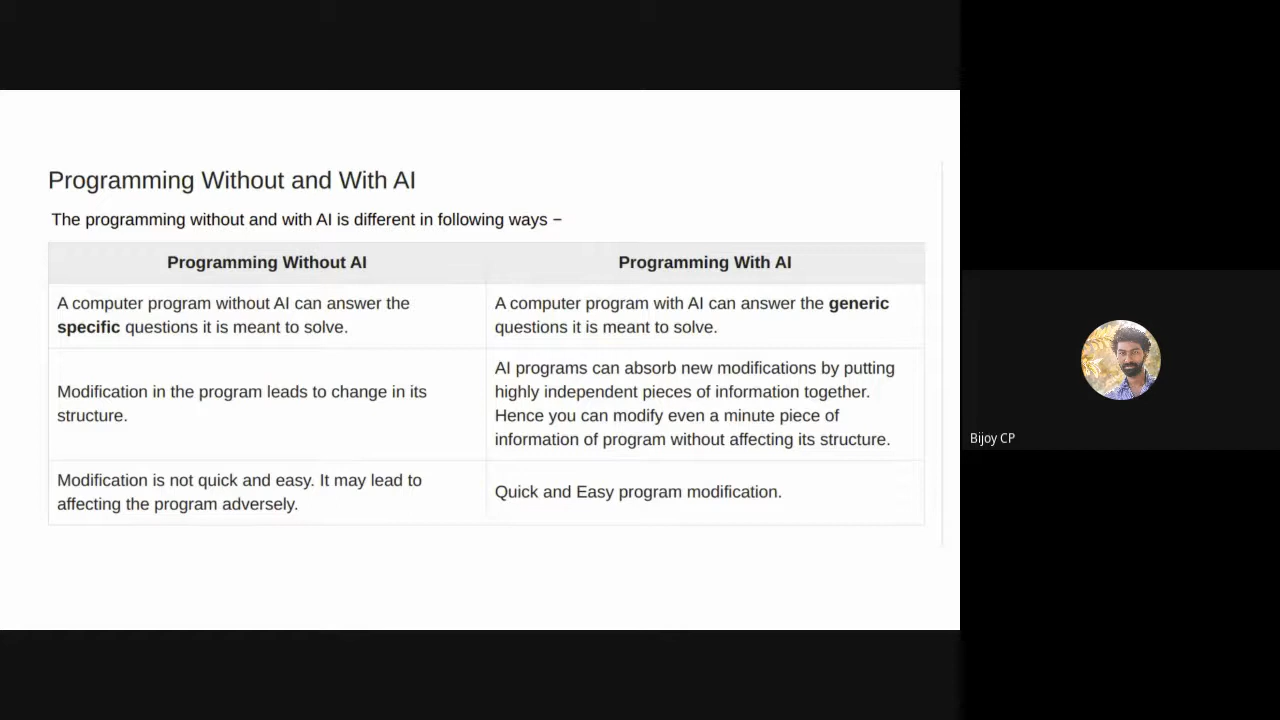 Programming Without and With AI
The programming without and with AI is different in following ways −
Programming Without AI
Programming With AI
A computer program without AI can answer the
specific questions it is meant to solve.
A computer program with AI can answer the generic
questions it is meant to solve.
Modification in the program leads to change in its
structure.
AI programs can absorb new modifications by putting
highly independent pieces of information together.
Hence you can modify even a minute piece of
information of program without affecting its structure.
Modification is not quick and easy. It may lead to
affecting the program adversely.
Quick and Easy program modification.
Bijoy CP